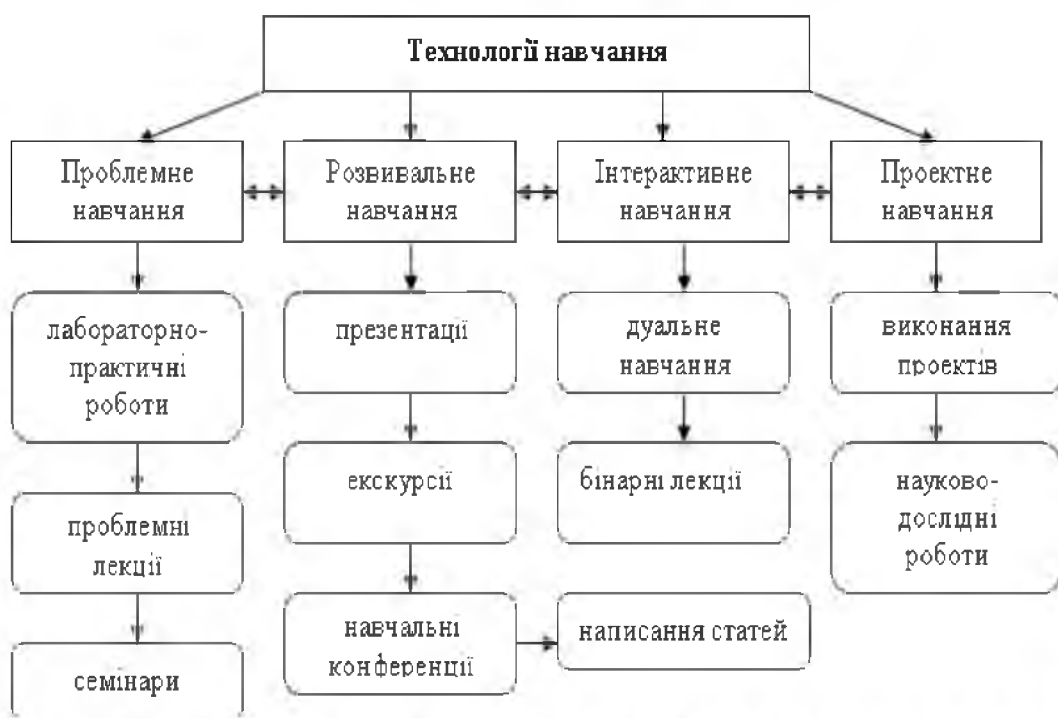 Технології навчання
Проблемне
навчання
Розвивальне
навчання
Інтерактивне
навчання
Проектне
навчання
лабораторно-
практичні
роботи
презентації
дуальне
навчання
виконання
проектів
проблемні
лекції
екскурсії
бінарні лекції
науково-
дослідні
роботи
семінари
навчальні
конференції
написання статей